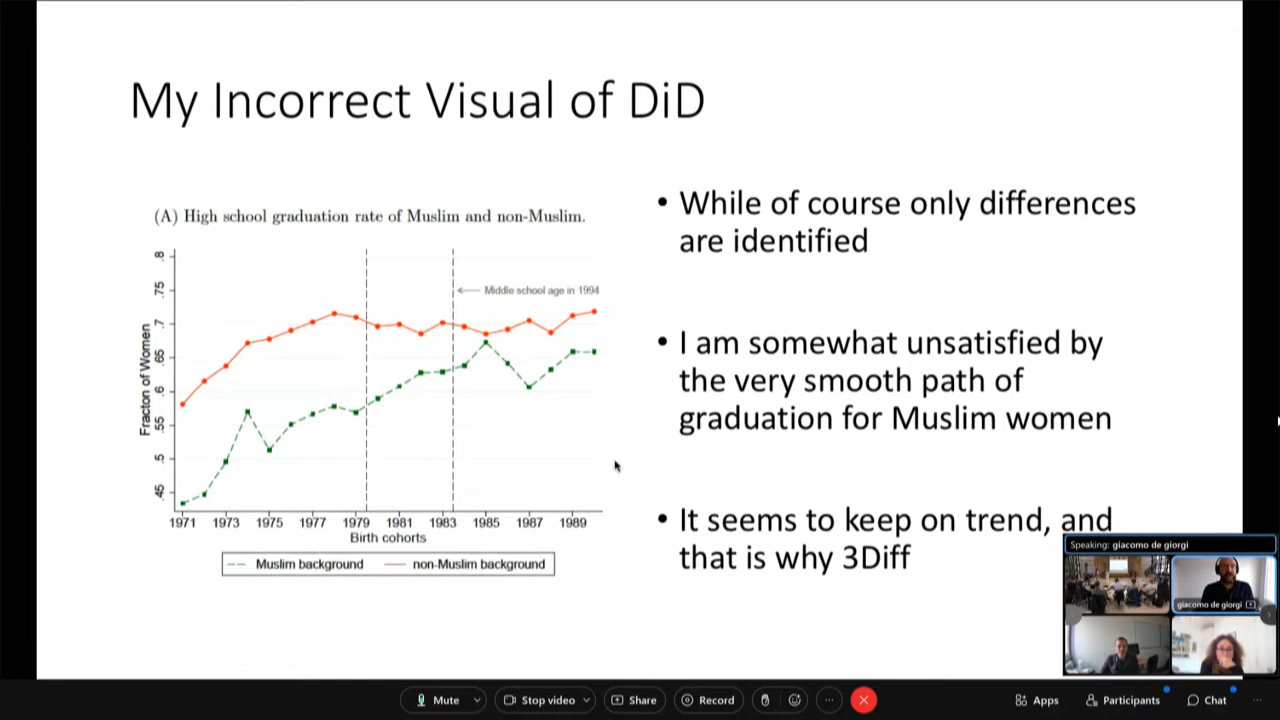 My Incorrect Visual of DiD
(A) High school graduation rate of Muslim and non-Muslim.
.8
.75
.7
.65
.6
.55
.5
.45
Fracton of Women
Middle school age in 1994
1971 1973 1975 1977 1979 1981 1983 1985 1987 1989
Birth cohorts
Muslim background non-Muslim background
• While of course only differences
are identified
• I am somewhat unsatisfied by
the very smooth path of
graduation for Muslim women
• It seems to keep on trend, and
that is why 3Diff
Speaking: giacomo de giorgi
giacomo de giorgi
Mute
Stop video
Share
Record
Apps
Participants
Chat